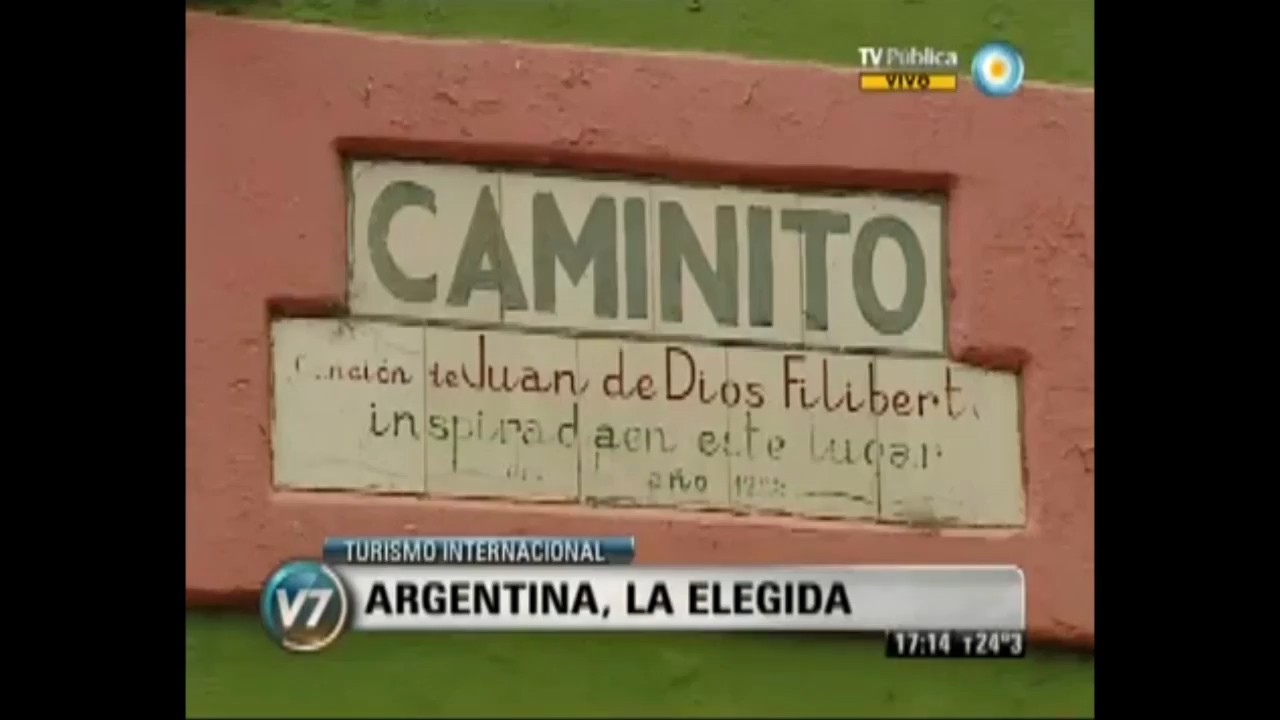 TV Pública
VIVO
CAMINITO
Canción de Juan de Dios Filibert
inspirada en este lugar
año
TURISMO INTERNACIONAL
V7 ARGENTINA, LA ELEGIDA
17:14 T24°3